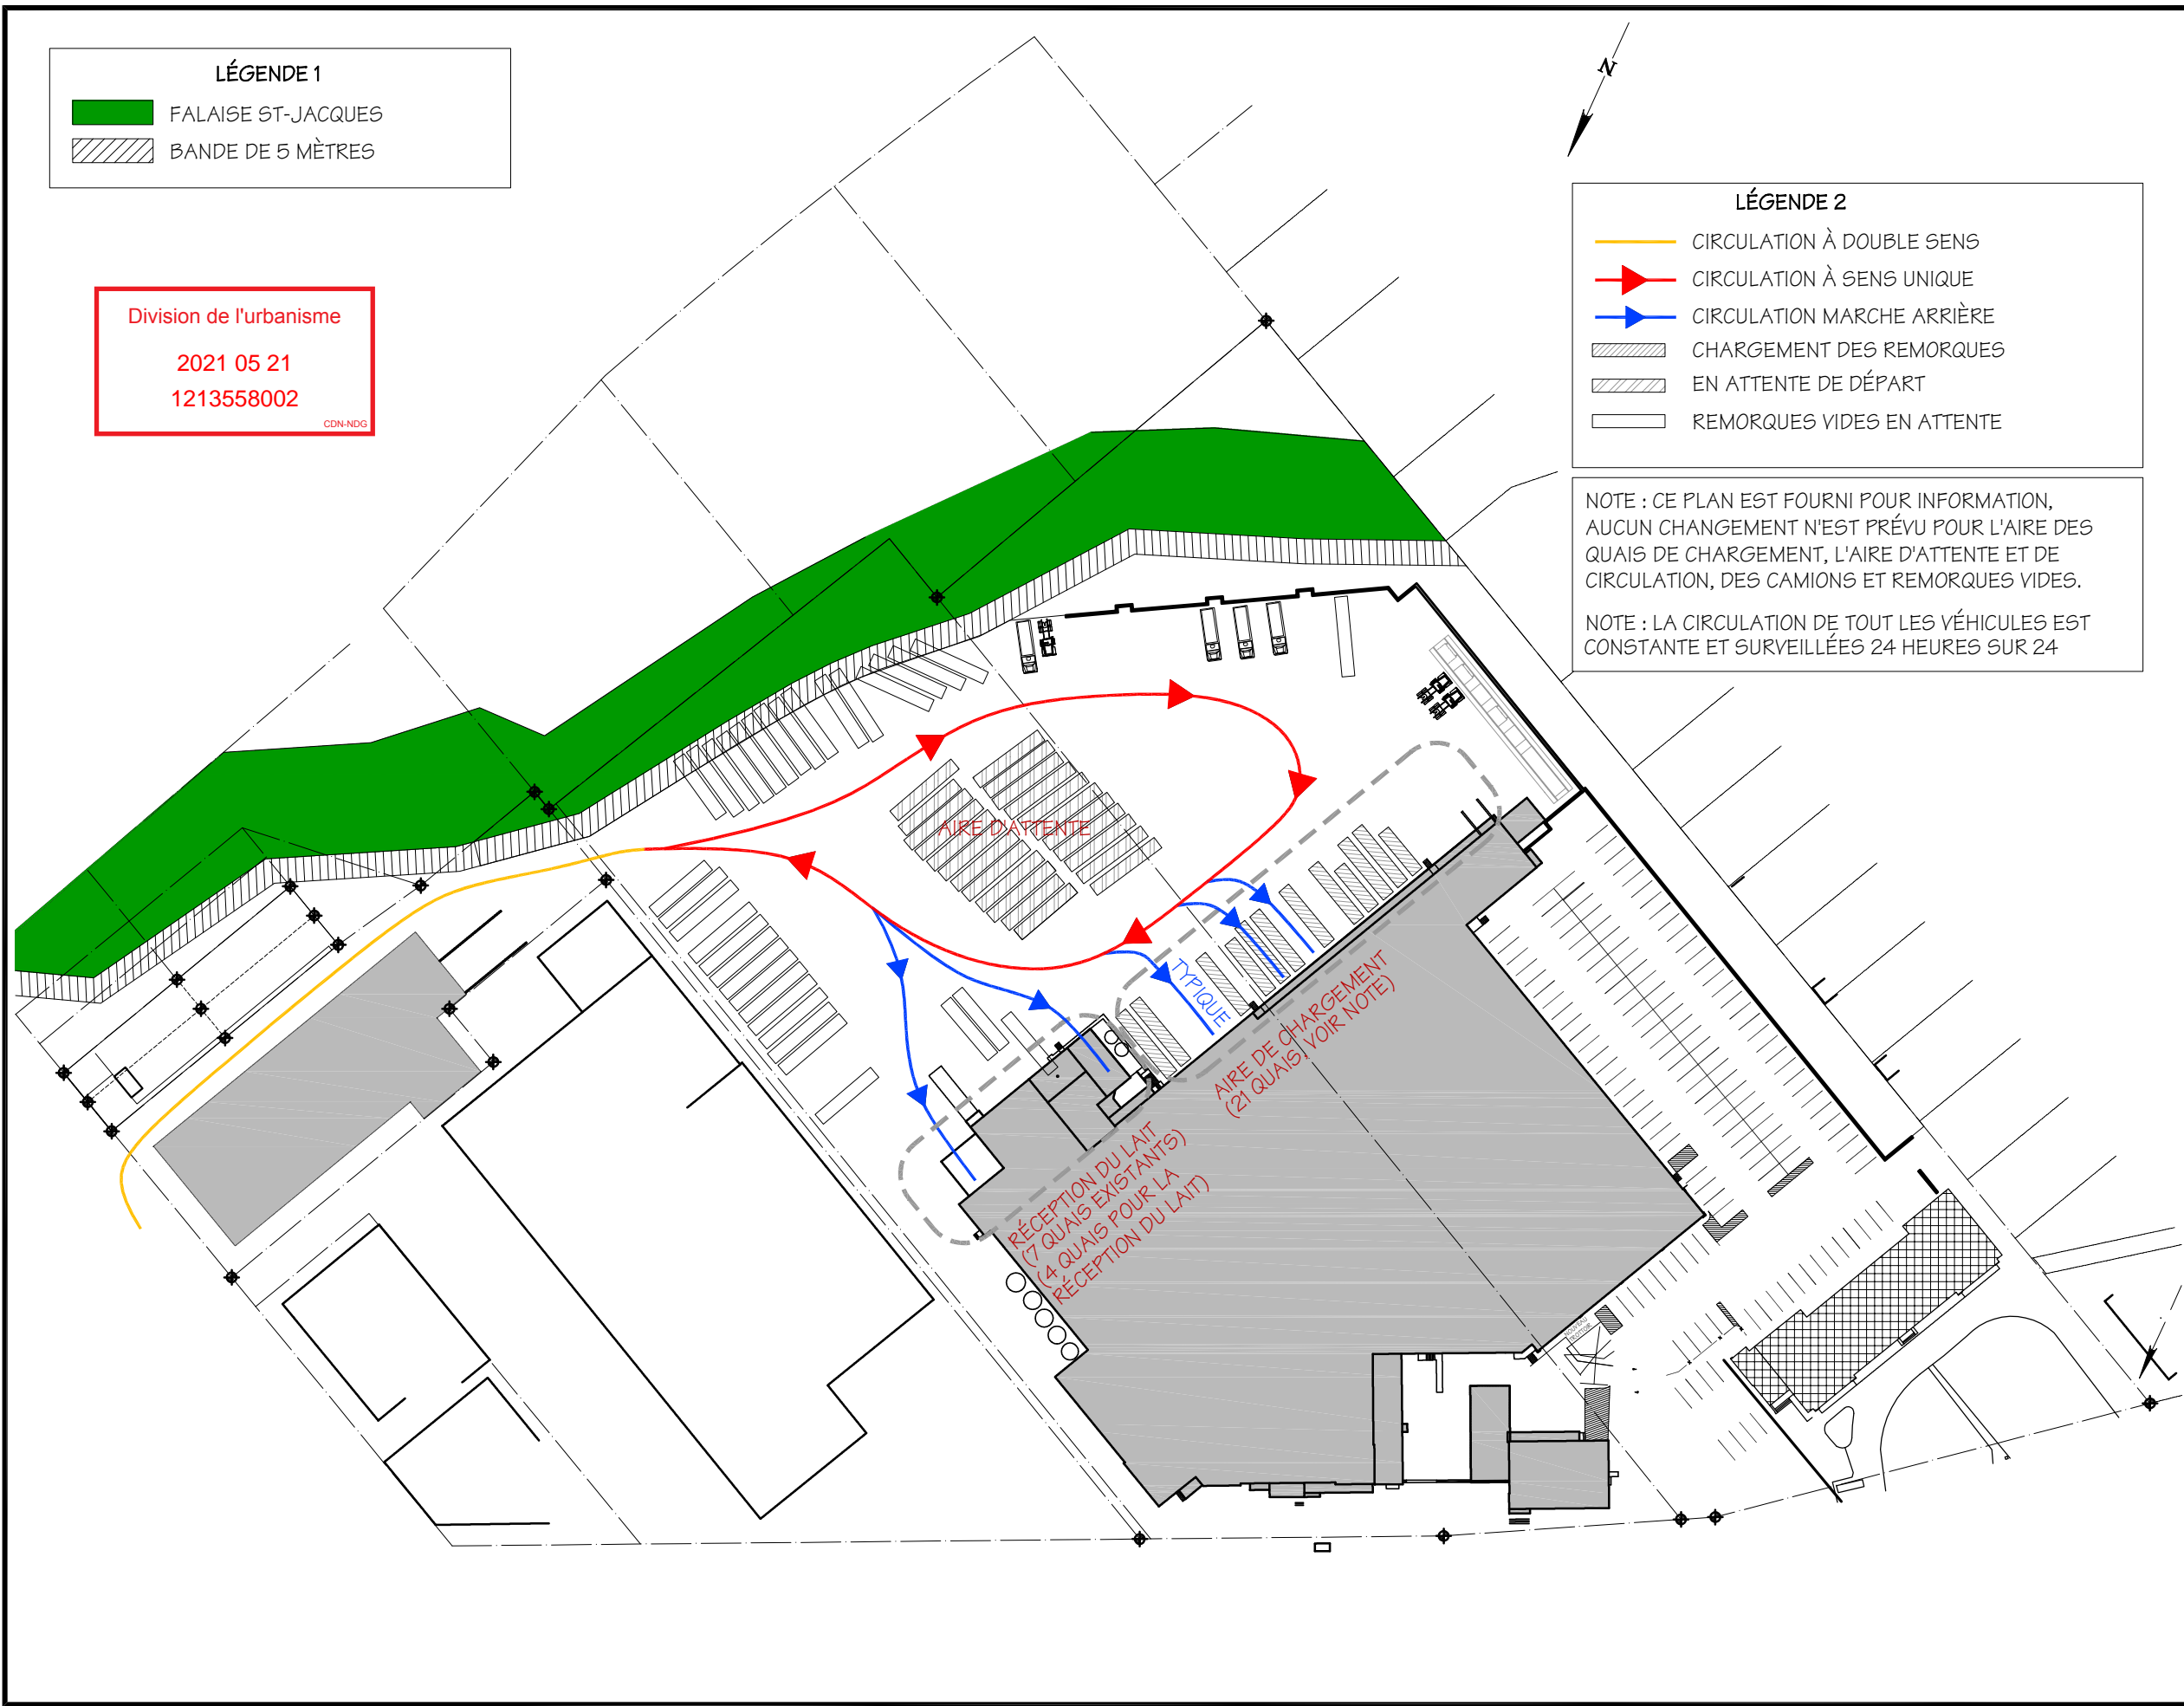 LÉGENDE 1
FALAISE ST-JACQUES
BANDE DE 5 MÈTRES
N
Division de l'urbanisme
2021 05 21
1213558002
CDN-NDG
LÉGENDE 2
CIRCULATION À DOUBLE SENS
CIRCULATION À SENS UNIQUE
CIRCULATION MARCHE ARRIÈRE
CHARGEMENT DES REMORQUES
EN ATTENTE DE DÉPART
REMORQUES VIDES EN ATTENTE
NOTE : CE PLAN EST FOURNI POUR INFORMATION,
AUCUN CHANGEMENT N'EST PRÉVU POUR L'AIRE DES
QUAIS DE CHARGEMENT, L'AIRE D'ATTENTE ET DE
CIRCULATION, DES CAMIONS ET REMORQUES VIDES.
NOTE : LA CIRCULATION DE TOUT LES VÉHICULES EST
CONSTANTE ET SURVEILLÉES 24 HEURES SUR 24
AIRE D'ATTENTE
TYPIQUE
AIRE DE CHARGEMENT
(21 QUAIS, VOIR NOTE)
RÉCEPTION DU LAIT
(7 QUAIS EXISTANTS)
(4 QUAIS POUR LA
RÉCEPTION DU LAIT)
NOUVEAU